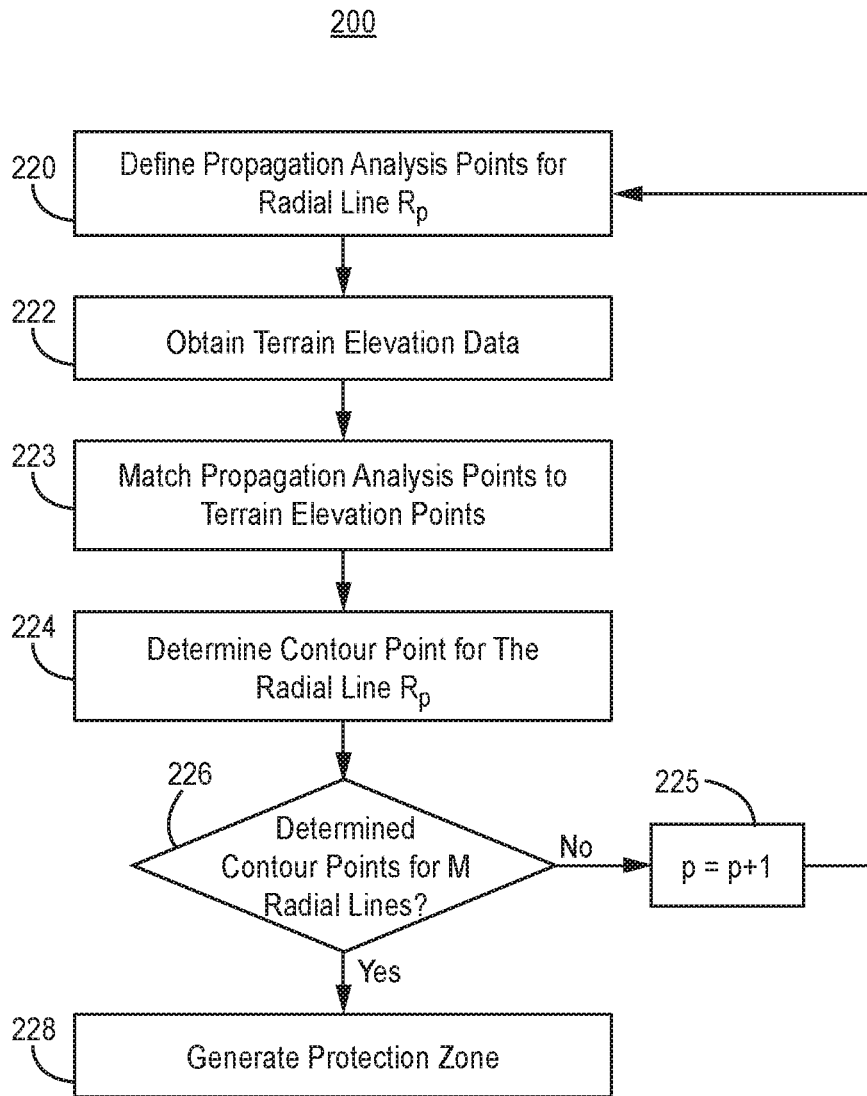 200
220
Define Propagation Analysis Points for
Radial Line Rp
222
Obtain Terrain Elevation Data
223
Match Propagation Analysis Points to
Terrain Elevation Points
224
Determine Contour Point for The
Radial Line Rp
226
Determined
Contour Points for M
Radial Lines?
No
225
p = p+1
Yes
228
Generate Protection Zone